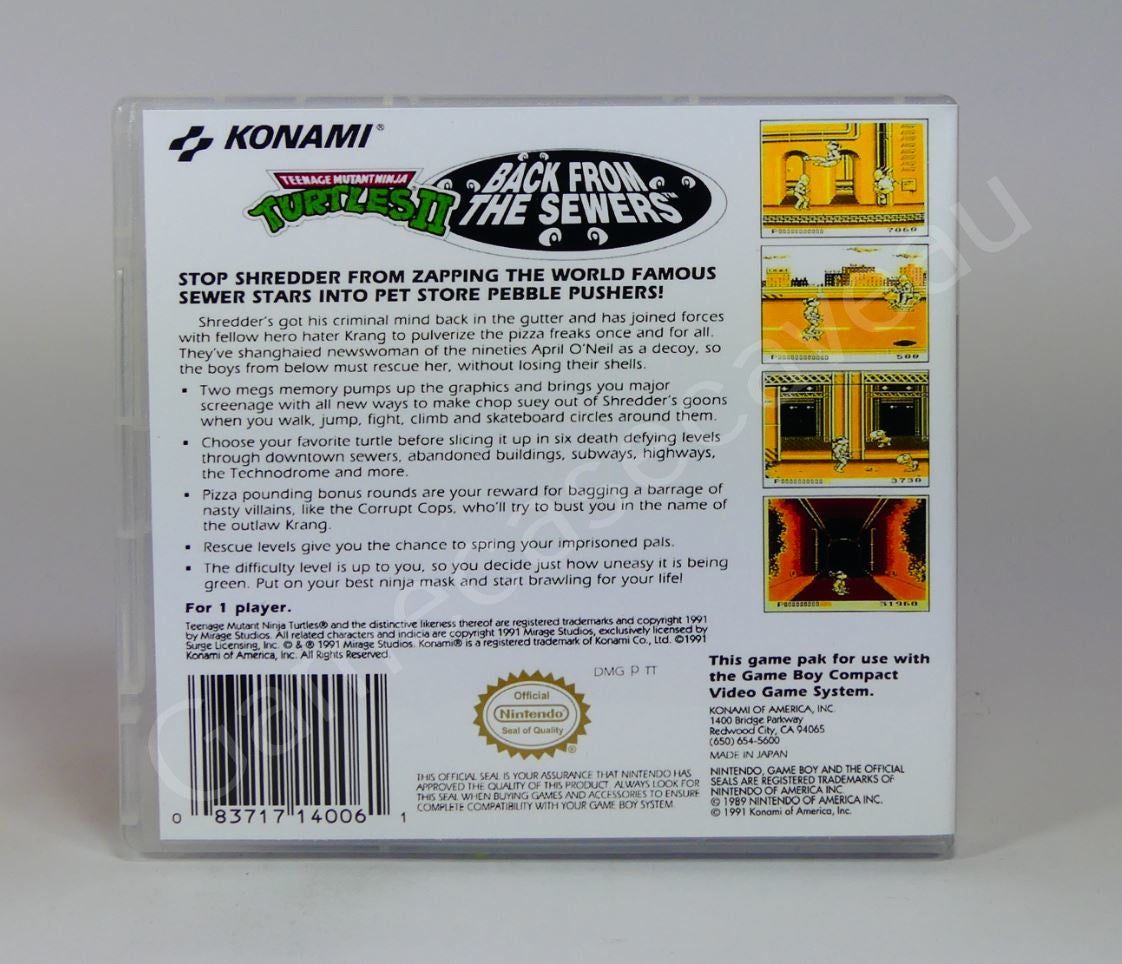 KONAMI®
TEENAGE MUTANT NINJA
TURTLES II
BACK FROM
THE SEWERS™
STOP SHREDDER FROM ZAPPING THE WORLD FAMOUS
SEWER STARS INTO PET STORE PEBBLE PUSHERS!
Shredder's got his criminal mind back in the gutter and has joined forces
with fellow hero hater Krang to pulverize the pizza freaks once and for all.
They've shanghaied newswoman of the nineties April O'Neil as a decoy, so
the boys from below must rescue her, without losing their shells.
▪ Two megs memory pumps up the graphics and brings you major
screenage with all new ways to make chop suey out of Shredder's goons
when you walk, jump, fight, climb and skateboard circles around them.
▪ Choose your favorite turtle before slicing it up in six death defying levels
through downtown sewers, abandoned buildings, subways, highways,
the Technodrome and more.
▪ Pizza pounding bonus rounds are your reward for bagging a barrage of
nasty villains, like the Corrupt Cops, who'll try to bust you in the name of
the outlaw Krang.
▪ Rescue levels give you the chance to spring your imprisoned pals.
▪ The difficulty level is up to you, so you decide just how uneasy it is being
green. Put on your best ninja mask and start brawling for your life!
For 1 player.
Teenage Mutant Ninja Turtles® and the distinctive likeness thereof are registered trademarks and copyright 1991
by Mirage Studios. All related characters and indicia are copyright 1991 Mirage Studios, exclusively licensed by
Surge Licensing, Inc. © & ® 1991 Mirage Studios. Konami® is a registered trademark of Konami Co., Ltd. ©1991
Konami of America, Inc. All Rights Reserved.
0 83717 14006 1
DMG P TT
Official
Nintendo
Seal of Quality
®
THIS OFFICIAL SEAL IS YOUR ASSURANCE THAT NINTENDO HAS
APPROVED THE QUALITY OF THIS PRODUCT. ALWAYS LOOK FOR
THIS SEAL WHEN BUYING GAMES AND ACCESSORIES TO ENSURE
COMPLETE COMPATIBILITY WITH YOUR GAME BOY SYSTEM.
P 7060
P 500
P 3730
P 31960
This game pak for use with
the Game Boy Compact
Video Game System.
KONAMI OF AMERICA, INC.
1400 Bridge Parkway
Redwood City, CA 94065
(650) 654-5600
MADE IN JAPAN
NINTENDO, GAME BOY AND THE OFFICIAL
SEALS ARE REGISTERED TRADEMARKS OF
NINTENDO OF AMERICA INC.
© 1989 NINTENDO OF AMERICA INC.
© 1991 Konami of America, Inc.
Gamecasecaveau